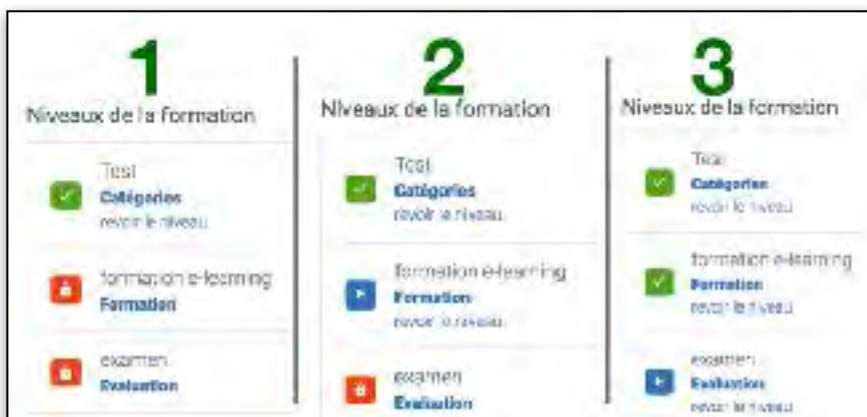 1
Niveaux de la formation
Test
Catégories
revoir le niveau
formation e-learning
Formation
examen
Evaluation
2
Niveaux de la formation
Test
Catégories
revoir le niveau
formation e-learning
Formation
revoir le niveau
examen
Evaluation
3
Niveaux de la formation
Test
Catégories
revoir le niveau
formation e-learning
Formation
revoir le niveau
examen
Evaluation
revoir le niveau